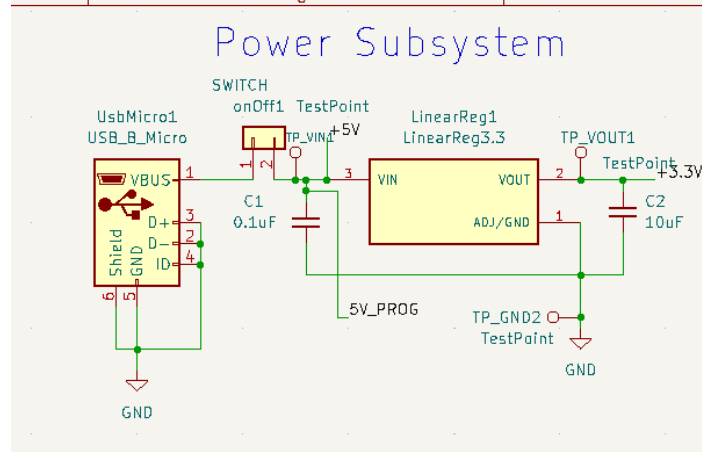 Power Subsystem
SWITCH
onOff1
TestPoint
+5V
UsbMicro1
USB_B_Micro
TP_VIN1
LinearReg1
LinearReg3.3
TP_VOUT1
TestPoint
+3.3V
VBUS
1
1
2
3
VIN
VOUT
2
C1
0.1uF
C2
10uF
D+
3
D-
2
ID
4
ADJ/GND
1
Shield
GND
6
5
5V_PROG
TP_GND2
TestPoint
GND
GND